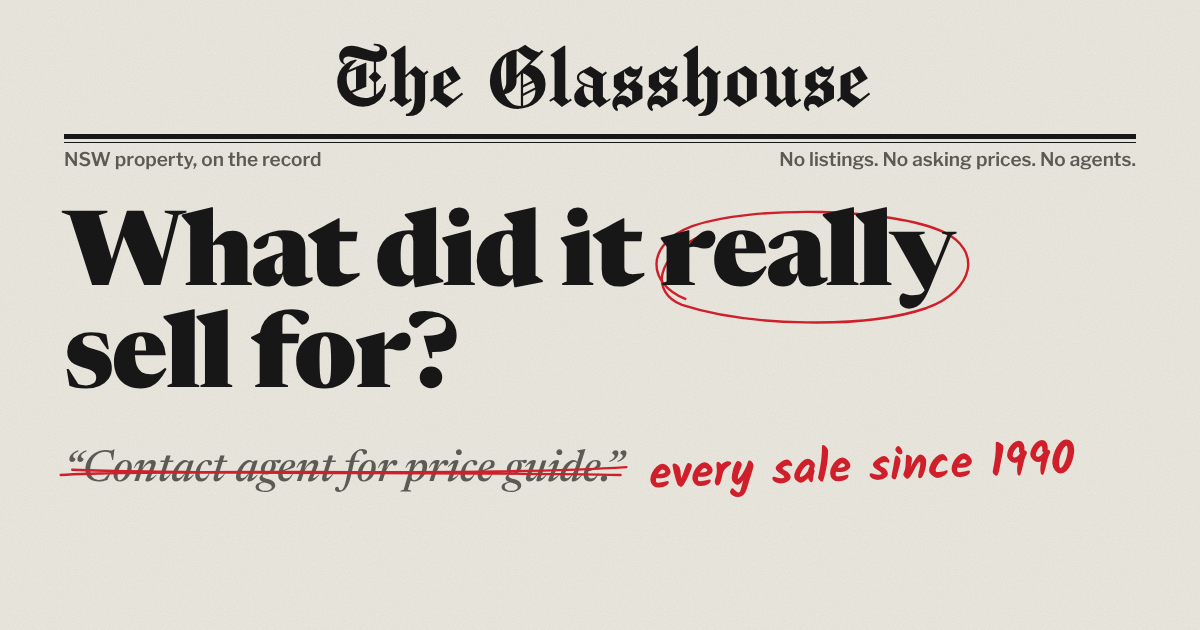 The Glasshouse
NSW property, on the record
No listings. No asking prices. No agents.
What did it really
sell for?
“Contact agent for price guide.” every sale since 1990